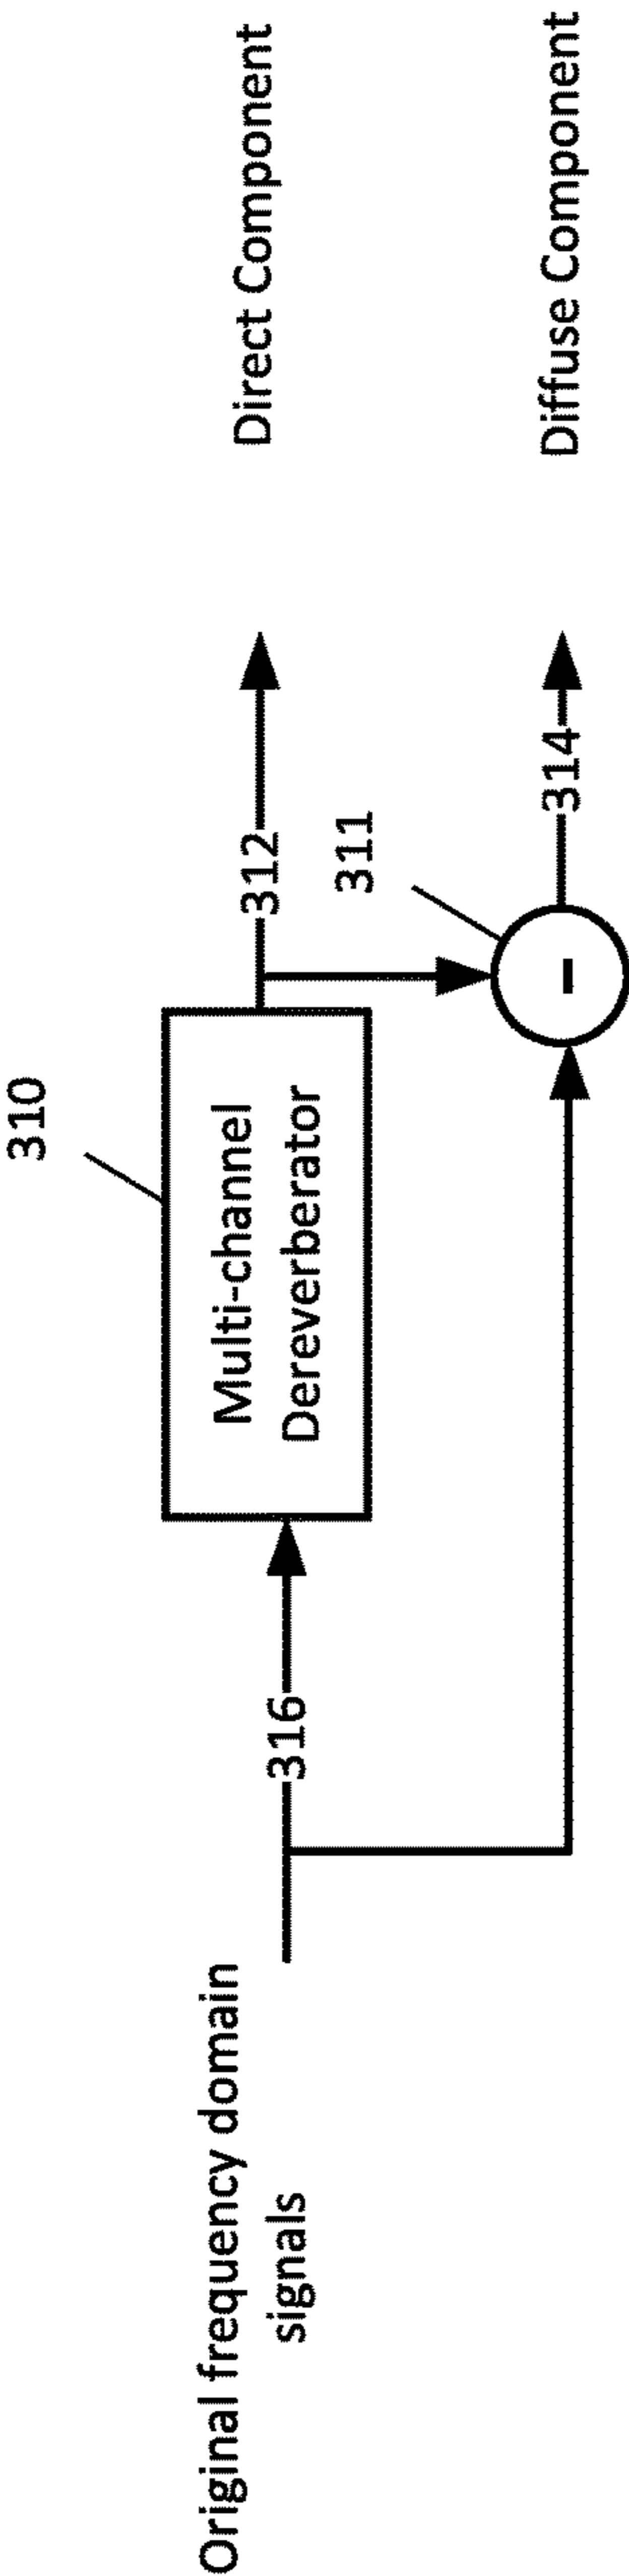 Original frequency domain
signals
316
310
Multi-channel
Dereverberator
312
311
-
314
Direct Component
Diffuse Component